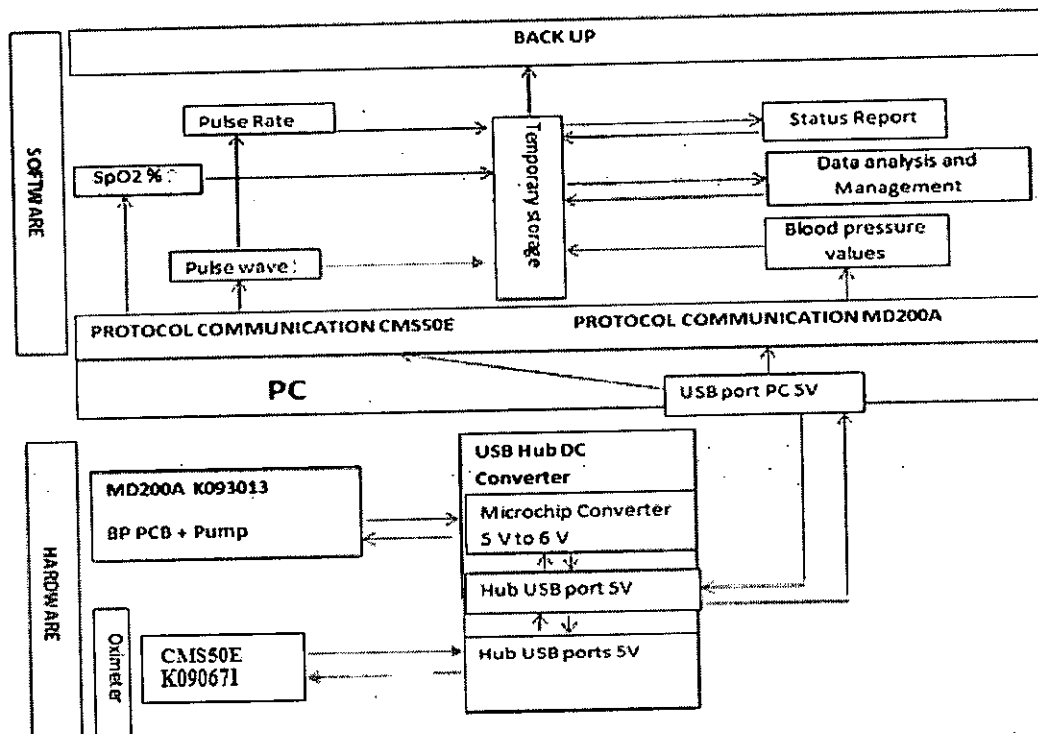 BACK UP
SOFTWARE
Pulse Rate
SpO2 %
Pulse wave
Temporary storage
Status Report
Data analysis and
Management
Blood pressure
values
PROTOCOL COMMUNICATION CMS50E
PROTOCOL COMMUNICATION MD200A
PC
USB port PC 5V
HARDWARE
MD200A K093013
BP PCB + Pump
USB Hub DC
Converter
Microchip Converter
5 V to 6 V
Hub USB port 5V
Hub USB ports 5V
Oximeter
CMS50E
K090671